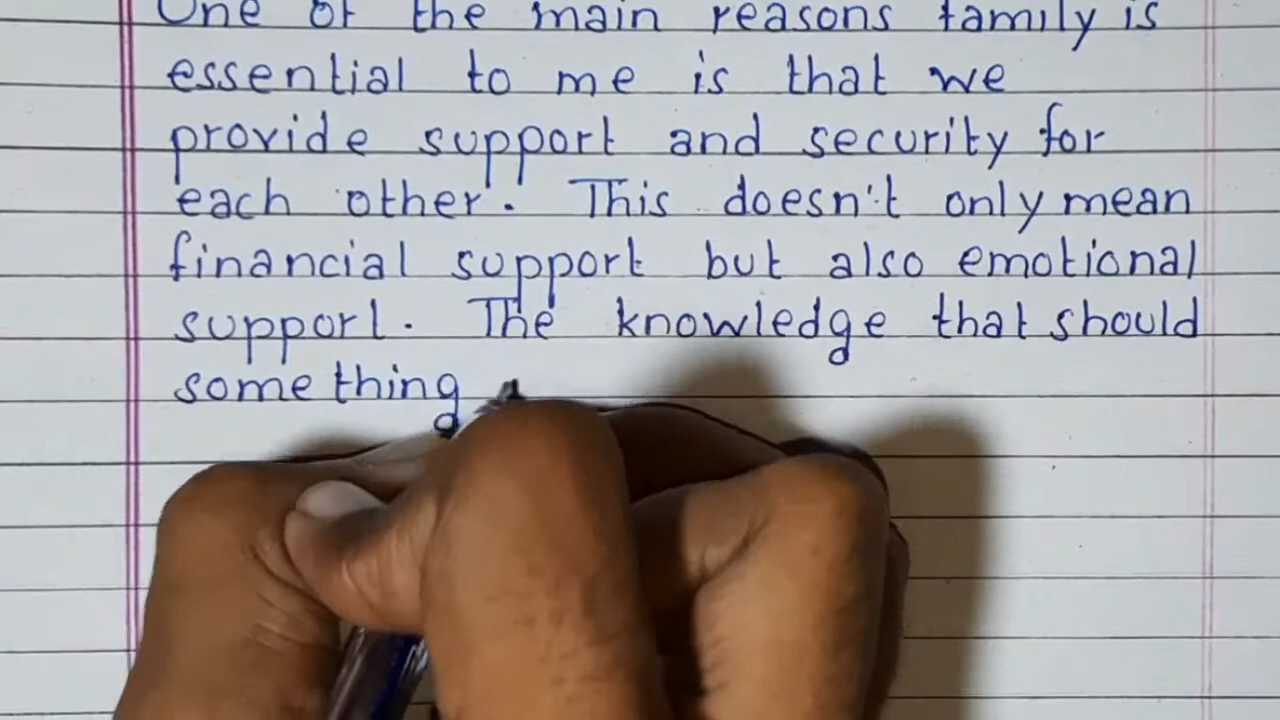 One of the main reasons family is
essential to me is that we
provide support and security for
each other. This doesn't only mean
financial support but also emotional
support. The knowledge that should
something